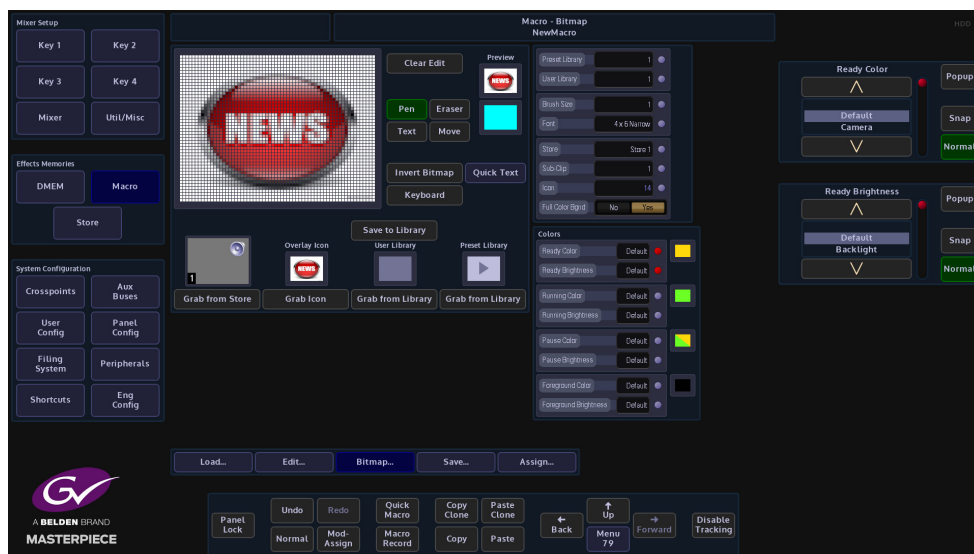 Mixer Setup
Key 1
Key 2
Key 3
Key 4
Mixer
Util/Misc
Effects Memories
DMEM
Macro
Store
System Configuration
Crosspoints
Aux
Buses
User
Config
Panel
Config
Filing
System
Peripherals
Shortcuts
Eng
Config
GV
A BELDEN BRAND
MASTERPIECE
Macro - Bitmap
NewMacro
NEWS
Clear Edit
Preview
NEWS
Pen
Eraser
Text
Move
Invert Bitmap
Quick Text
Keyboard
Save to Library
Overlay Icon
User Library
Preset Library
1
NEWS
Grab from Store
Grab Icon
Grab from Library
Grab from Library
Preset Library 1
User Library 1
Brush Size 1
Font 4 x 6 Narrow
Store Store 1
Sub-Clip 1
Icon 14
Full Color Bgnd No Yes
Colors
Ready Color Default
Ready Brightness Default
Running Color Default
Running Brightness Default
Pause Color Default
Pause Brightness Default
Foreground Color Default
Foreground Brightness Default
HDD
Ready Color
Default
Camera
Popup
Snap
Normal
Ready Brightness
Default
Backlight
Popup
Snap
Normal
Load...
Edit...
Bitmap...
Save...
Assign...
Panel
Lock
Undo
Redo
Normal
Mod-
Assign
Quick
Macro
Macro
Record
Copy
Clone
Paste
Clone
Copy
Paste
Back
Up
Menu
79
Forward
Disable
Tracking